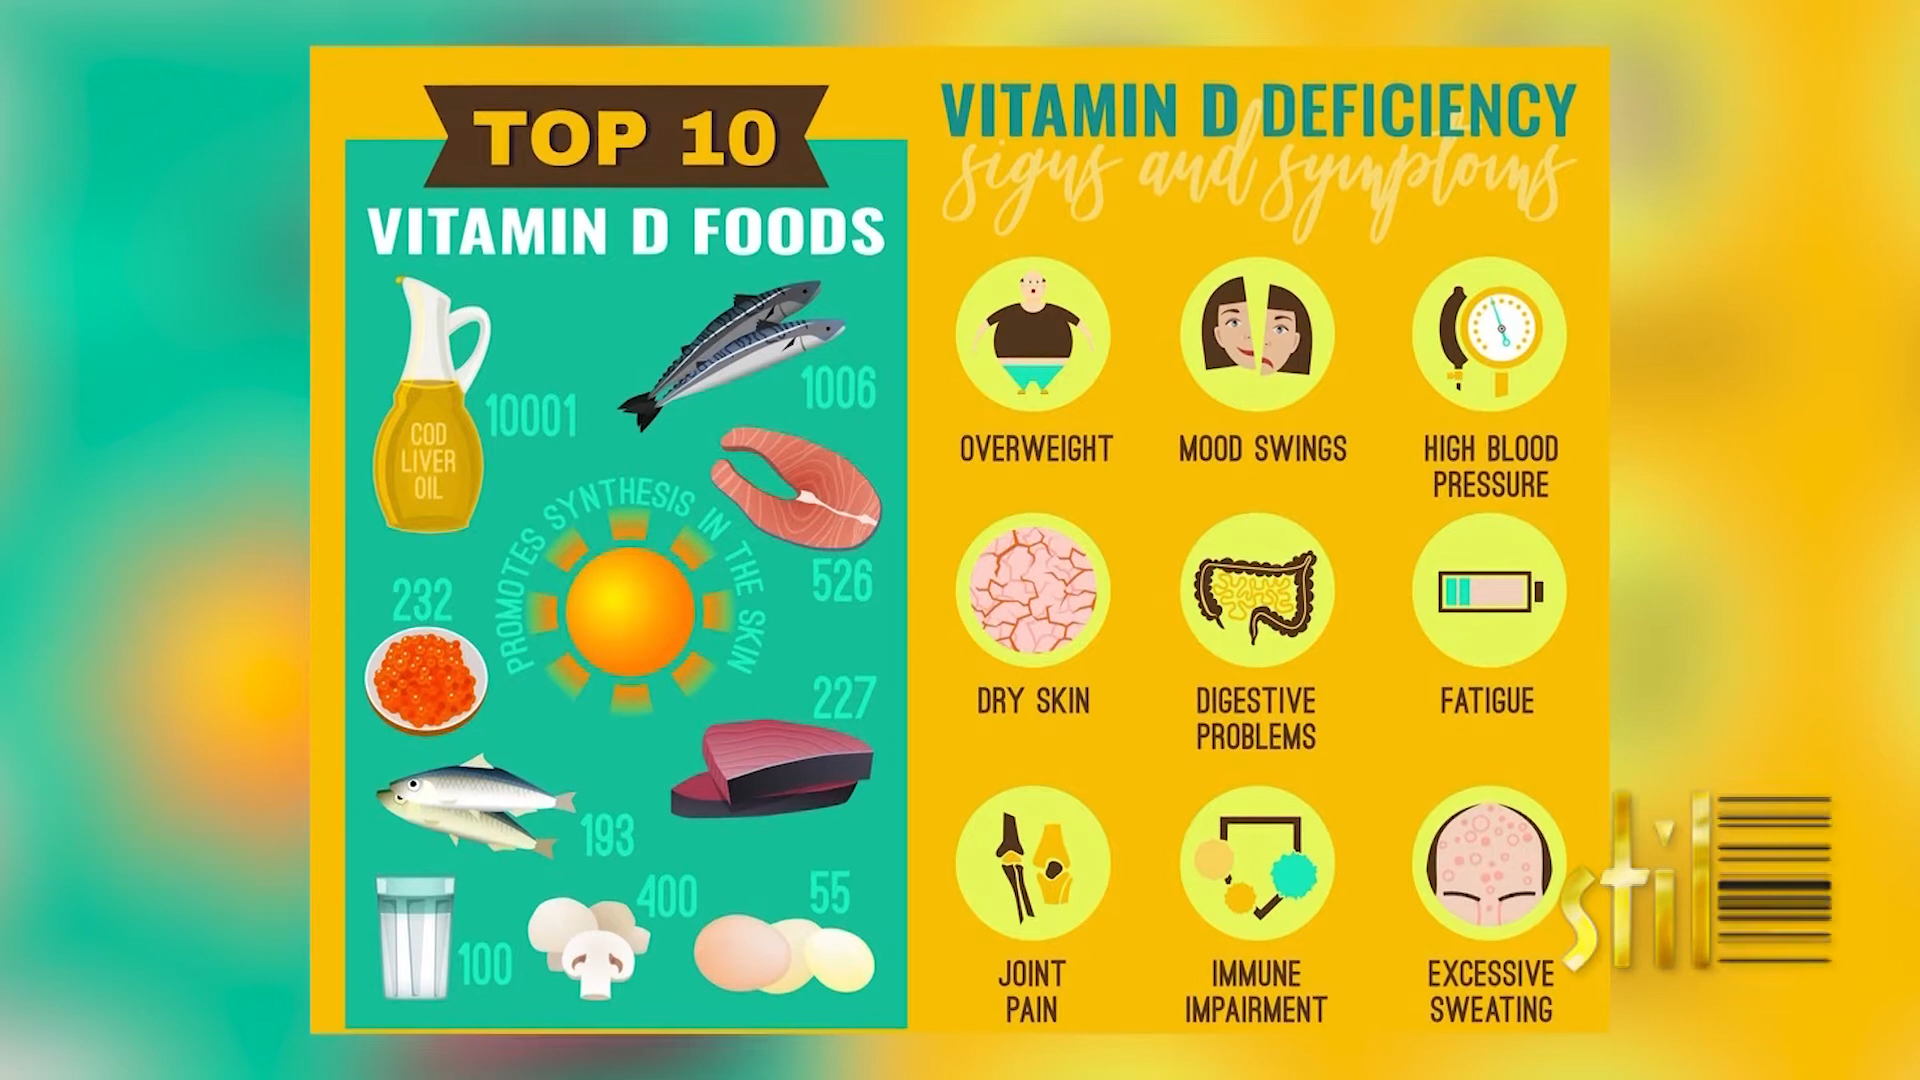 TOP 10
VITAMIN D FOODS
10001
COD
LIVER
OIL
1006
526
PROMOTES SYNTHESIS IN THE SKIN
232
227
193
400
55
100
VITAMIN D DEFICIENCY
signs and symptoms
OVERWEIGHT
MOOD SWINGS
HIGH BLOOD
PRESSURE
DRY SKIN
DIGESTIVE
PROBLEMS
FATIGUE
JOINT
PAIN
IMMUNE
IMPAIRMENT
EXCESSIVE
SWEATING
stil